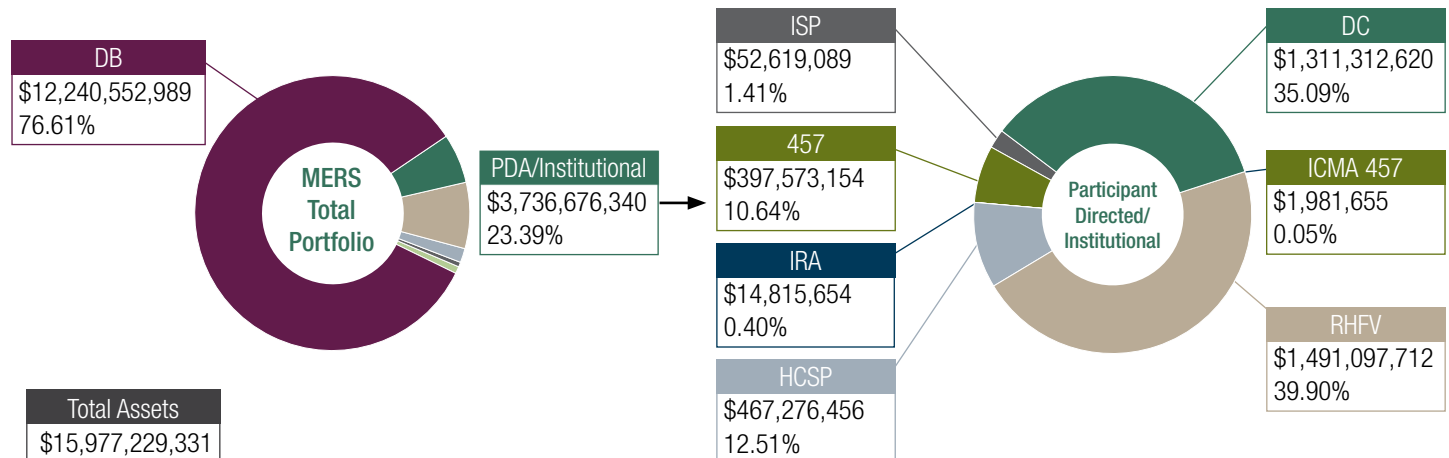 DB
$12,240,552,989
76.61%
MERS
Total
Portfolio
PDA/Institutional
$3,736,676,340
23.39%
Total Assets
$15,977,229,331
ISP
$52,619,089
1.41%
457
$397,573,154
10.64%
IRA
$14,815,654
0.40%
HCSP
$467,276,456
12.51%
Participant
Directed/
Institutional
DC
$1,311,312,620
35.09%
ICMA 457
$1,981,655
0.05%
RHFV
$1,491,097,712
39.90%